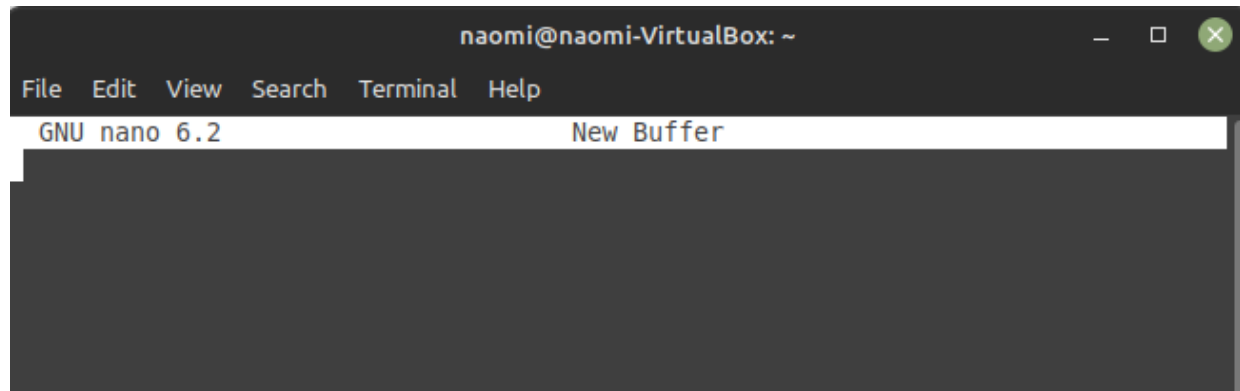 naomi@naomi-VirtualBox: ~
File Edit View Search Terminal Help
GNU nano 6.2 New Buffer